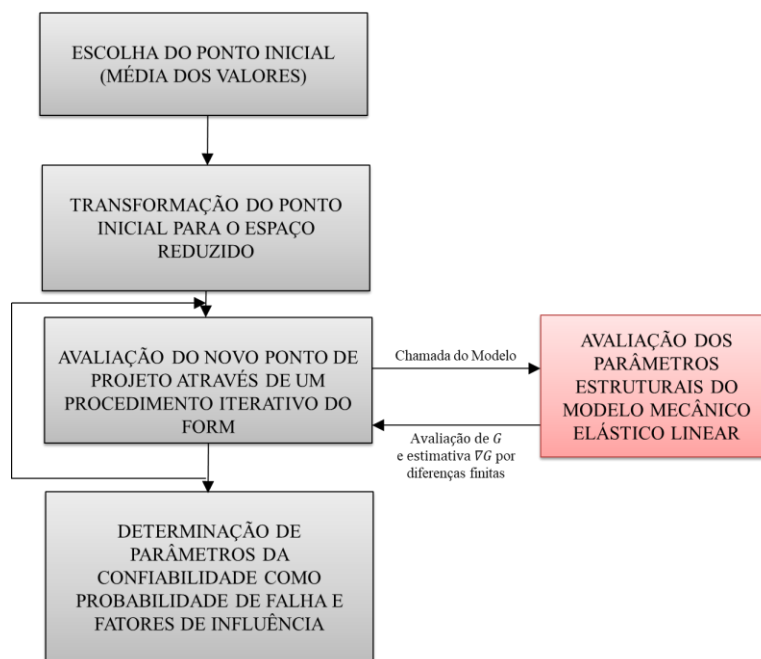 ESCOLHA DO PONTO INICIAL
(MÉDIA DOS VALORES)
TRANSFORMAÇÃO DO PONTO
INICIAL PARA O ESPAÇO
REDUZIDO
AVALIAÇÃO DO NOVO PONTO DE
PROJETO ATRAVÉS DE UM
PROCEDIMENTO ITERATIVO DO
FORM
Chamada do Modelo
Avaliação de G
e estimativa ∇G por
diferenças finitas
AVALIAÇÃO DOS
PARÂMETROS
ESTRUTURAIS DO
MODELO MECÂNICO
ELÁSTICO LINEAR
DETERMINAÇÃO DE
PARÂMETROS DA
CONFIABILIDADE COMO
PROBABILIDADE DE FALHA E
FATORES DE INFLUÊNCIA